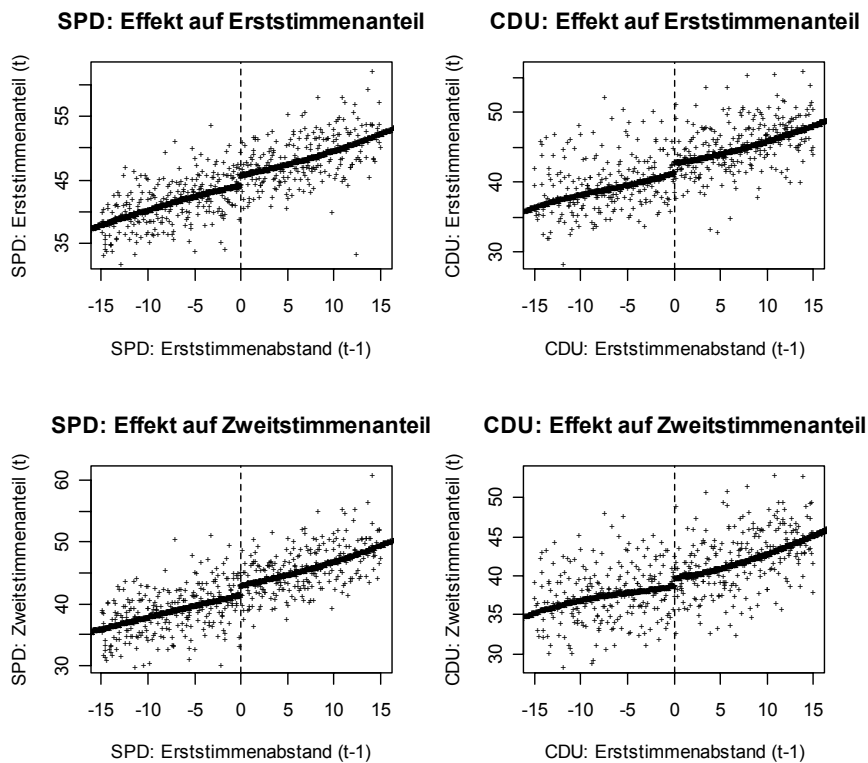 SPD: Effekt auf Erststimmenanteil
CDU: Effekt auf Erststimmenanteil
SPD: Erststimmenanteil (t)
55
45
35
-15 -10 -5 0 5 10 15
SPD: Erststimmenabstand (t-1)
CDU: Erststimmenanteil (t)
50
40
30
-15 -10 -5 0 5 10 15
CDU: Erststimmenabstand (t-1)
SPD: Effekt auf Zweitstimmenanteil
CDU: Effekt auf Zweitstimmenanteil
SPD: Zweitstimmenanteil (t)
60
50
40
30
-15 -10 -5 0 5 10 15
SPD: Erststimmenabstand (t-1)
CDU: Zweitstimmenanteil (t)
50
45
40
35
30
-15 -10 -5 0 5 10 15
CDU: Erststimmenabstand (t-1)